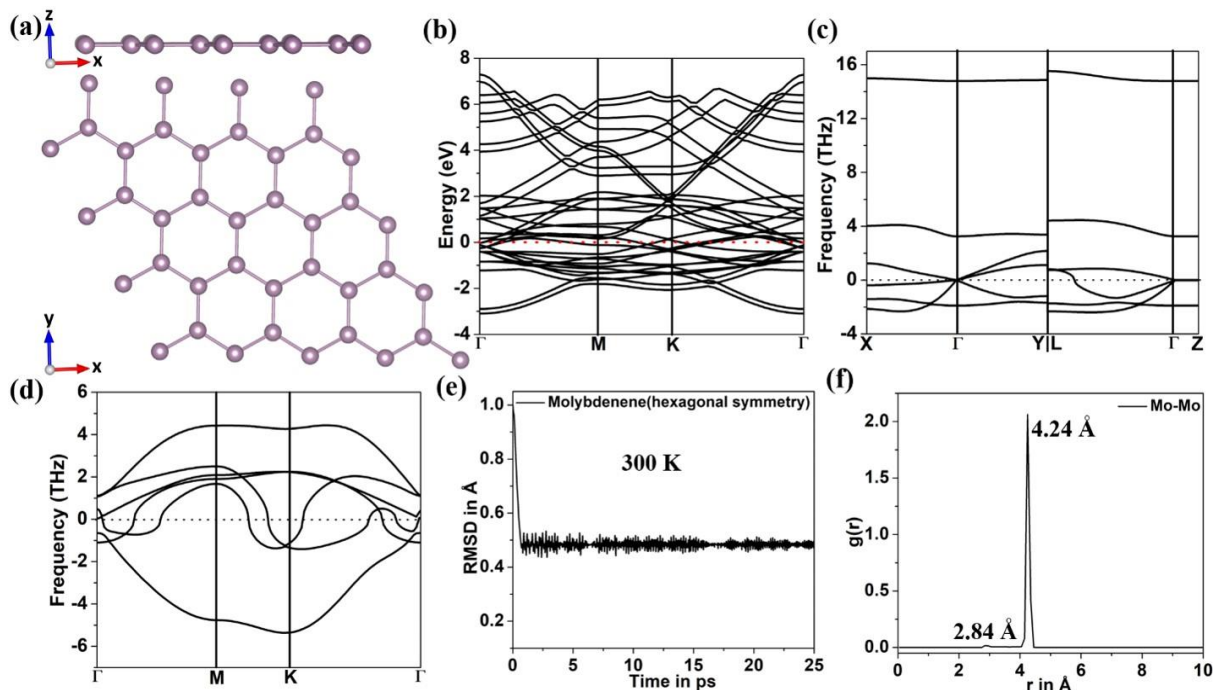 (a)
z
x
y
x
(b)
Energy (eV)
8
6
4
2
0
-2
-4
Γ M K Γ
(c)
Frequency (THz)
16
12
8
4
0
-4
X Γ Y|L Γ Z
(d)
Frequency (THz)
6
4
2
0
-2
-4
-6
Γ M K Γ
(e)
RMSD in Å
1.0
0.8
0.6
0.4
0.2
Molybdenene(hexagonal symmetry)
300 K
0 5 10 15 20 25
Time in ps
(f)
g(r)
2.0
1.5
1.0
0.5
0.0
Mo-Mo
4.24 Å
2.84 Å
0 2 4 6 8 10
r in Å